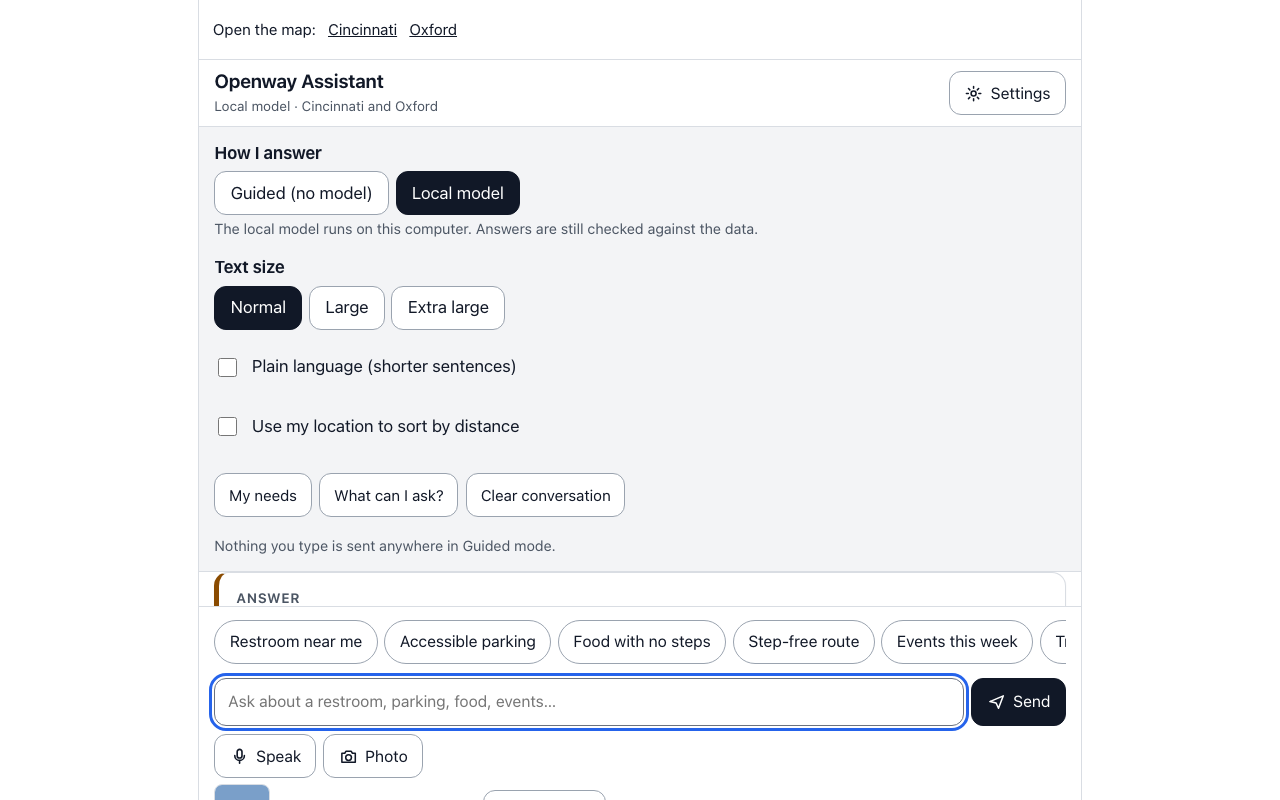 Open the map: Cincinnati Oxford
Openway Assistant
Local model · Cincinnati and Oxford
Settings
How I answer
Guided (no model) Local model
The local model runs on this computer. Answers are still checked against the data.
Text size
Normal Large Extra large
Plain language (shorter sentences)
Use my location to sort by distance
My needs What can I ask? Clear conversation
Nothing you type is sent anywhere in Guided mode.
ANSWER
Restroom near me Accessible parking Food with no steps Step-free route Events this week
Ask about a restroom, parking, food, events...
Send
Speak Photo